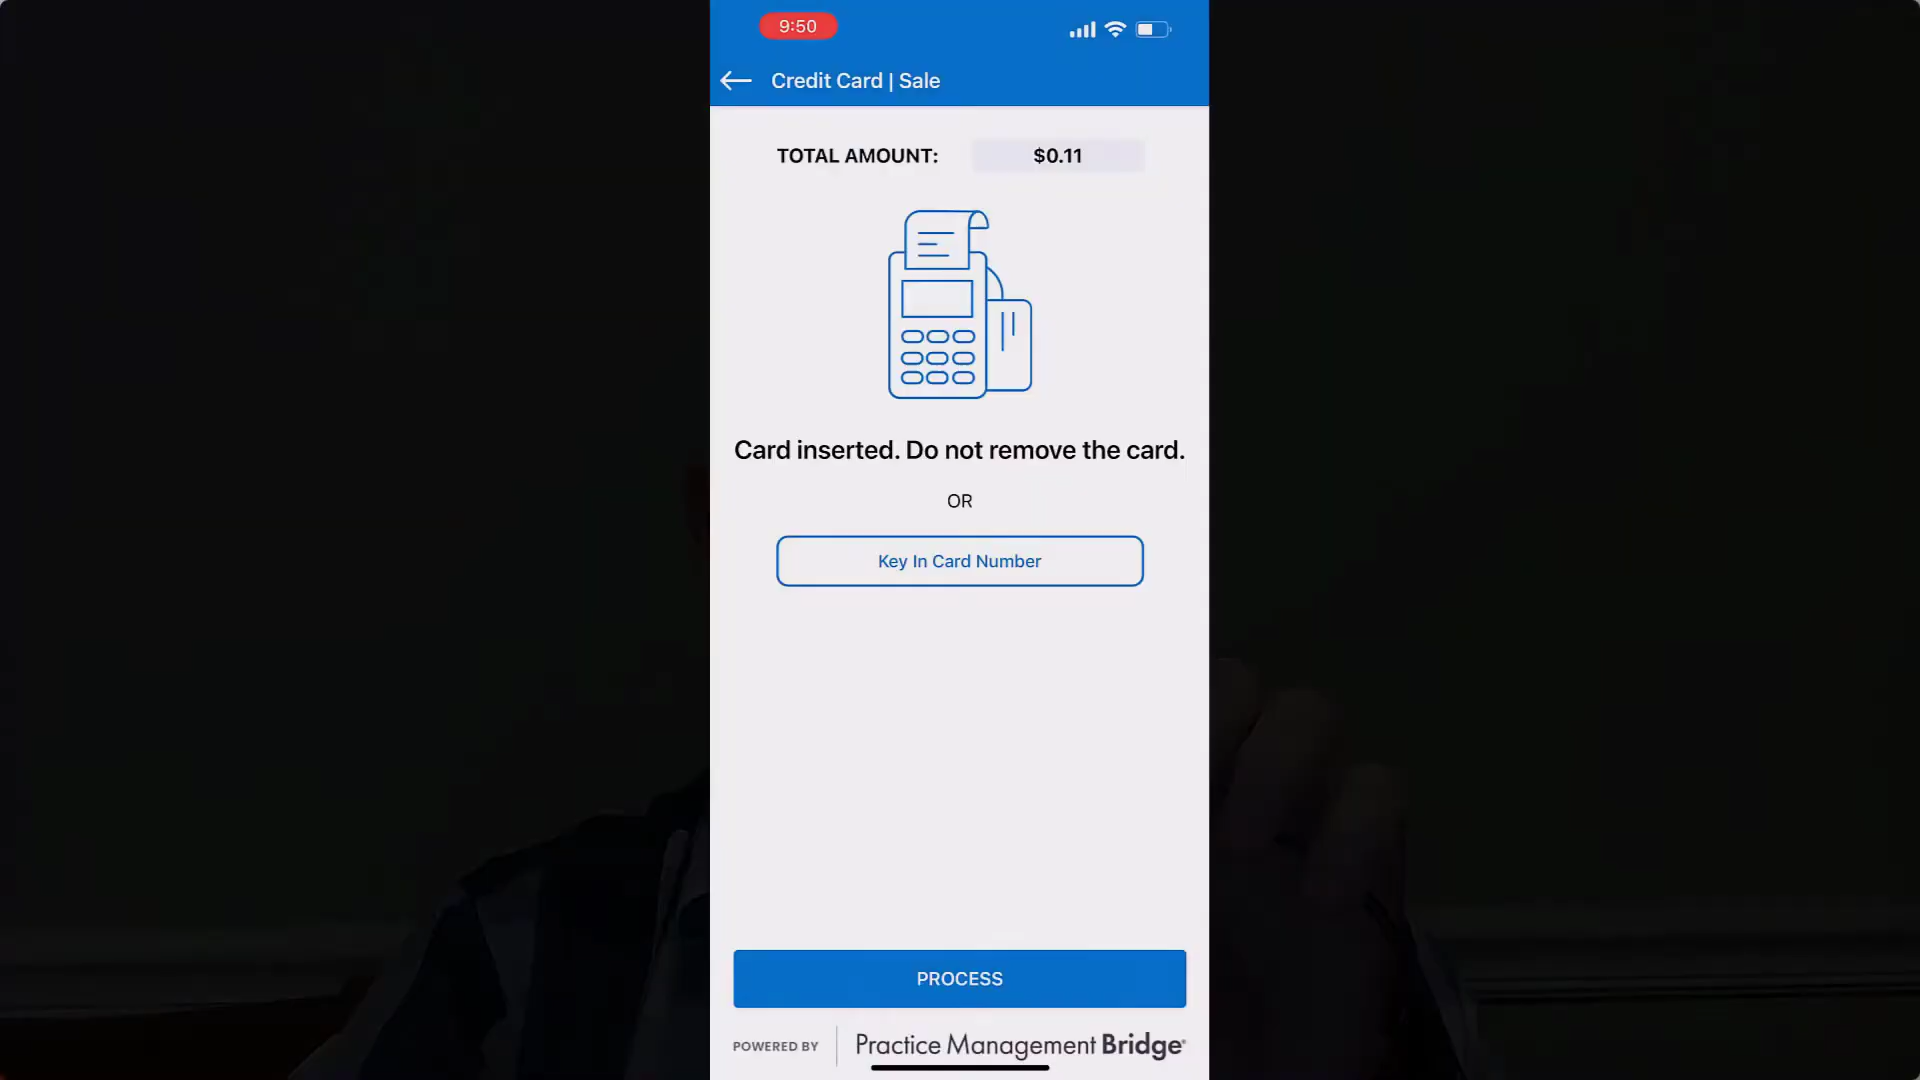 9:50
Credit Card | Sale
TOTAL AMOUNT: $0.11
Card inserted. Do not remove the card.
OR
Key In Card Number
PROCESS
POWERED BY Practice Management Bridge®